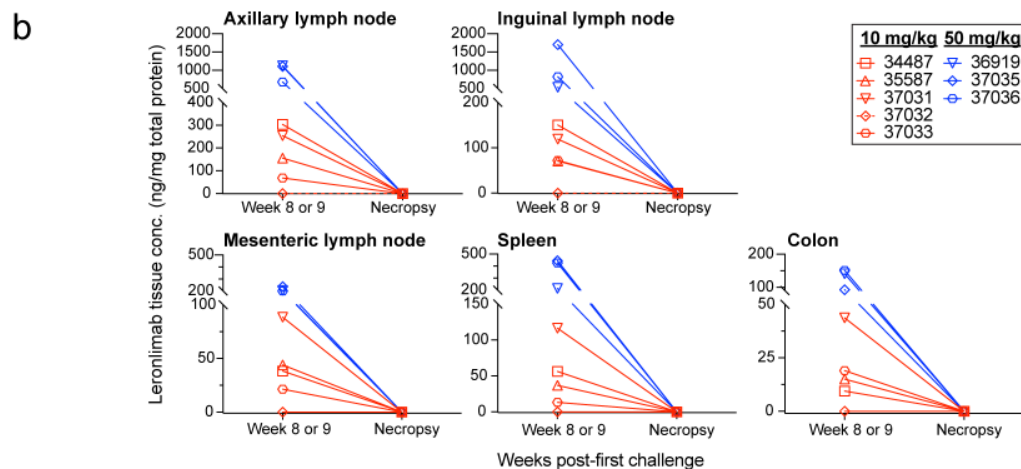 b
Axillary lymph node
Inguinal lymph node
2000
1500
1000
500
400
300
200
100
0
Week 8 or 9
Necropsy
2000
1500
1000
500
200
100
0
Week 8 or 9
Necropsy
10 mg/kg 50 mg/kg
34487 36919
35587 37035
37031 37036
37032
37033
Leronlimab tissue conc. (ng/mg total protein)
Mesenteric lymph node
Spleen
Colon
500
200
100
50
0
Week 8 or 9
Necropsy
500
200
150
100
50
0
Week 8 or 9
Necropsy
200
150
100
50
25
0
Week 8 or 9
Necropsy
Weeks post-first challenge